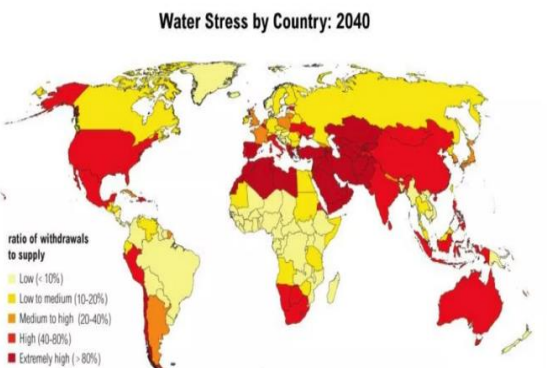 Water Stress by Country: 2040
ratio of withdrawals
to supply
Low (< 10%)
Low to medium (10-20%)
Medium to high (20-40%)
High (40-80%)
Extremely high (> 80%)